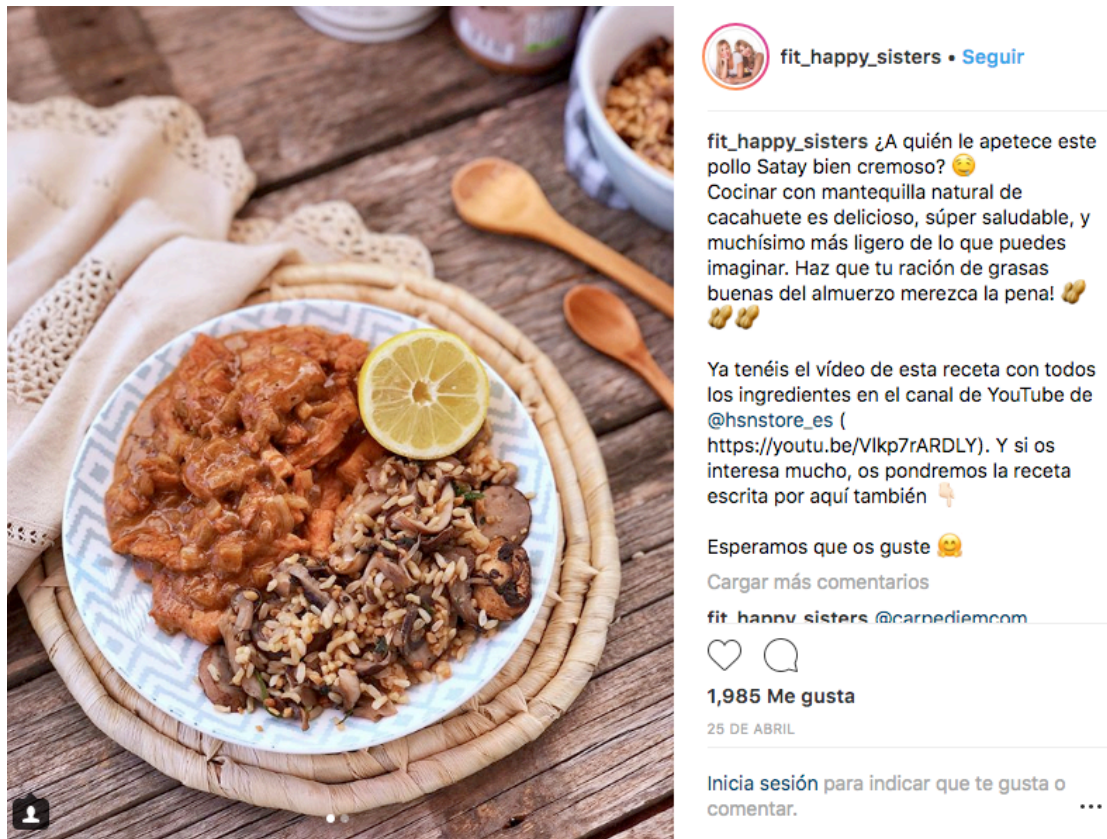 fit_happy_sisters • Seguir
fit_happy_sisters ¿A quién le apetece este
pollo Satay bien cremoso? 🤤
Cocinar con mantequilla natural de
cacahuete es delicioso, súper saludable, y
muchísimo más ligero de lo que puedes
imaginar. Haz que tu ración de grasas
buenas del almuerzo merezca la pena! 🥜
🥜🥜
Ya tenéis el vídeo de esta receta con todos
los ingredientes en el canal de YouTube de
@hsnstore_es (
https://youtu.be/VIkp7rARDLY). Y si os
interesa mucho, os pondremos la receta
escrita por aquí también 👇🏻
Esperamos que os guste 🤗
Cargar más comentarios
fit_happy_sisters @carpediemcom
1,985 Me gusta
25 DE ABRIL
Inicia sesión para indicar que te gusta o
comentar.